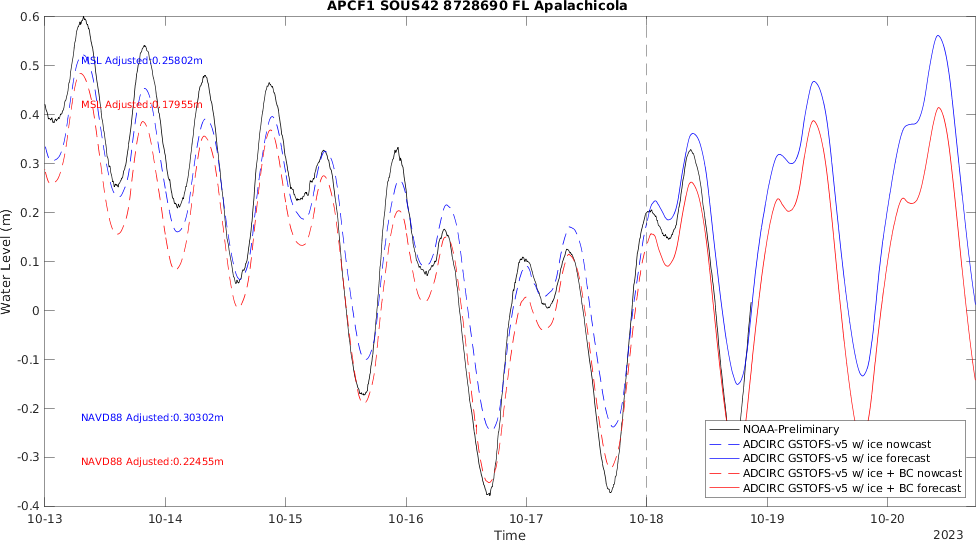 APCF1 SOUS42 8728690 FL Apalachicola
0.6
0.5
0.4
0.3
0.2
0.1
0
-0.1
-0.2
-0.3
-0.4
Water Level (m)
MSL Adjusted:0.25802m
MSL Adjusted:0.17955m
NAVD88 Adjusted:0.30302m
NAVD88 Adjusted:0.22455m
NOAA-Preliminary
ADCIRC GSTOFS-v5 w/ ice nowcast
ADCIRC GSTOFS-v5 w/ ice forecast
ADCIRC GSTOFS-v5 w/ ice + BC nowcast
ADCIRC GSTOFS-v5 w/ ice + BC forecast
10-13 10-14 10-15 10-16 10-17 10-18 10-19 10-20
Time
2023